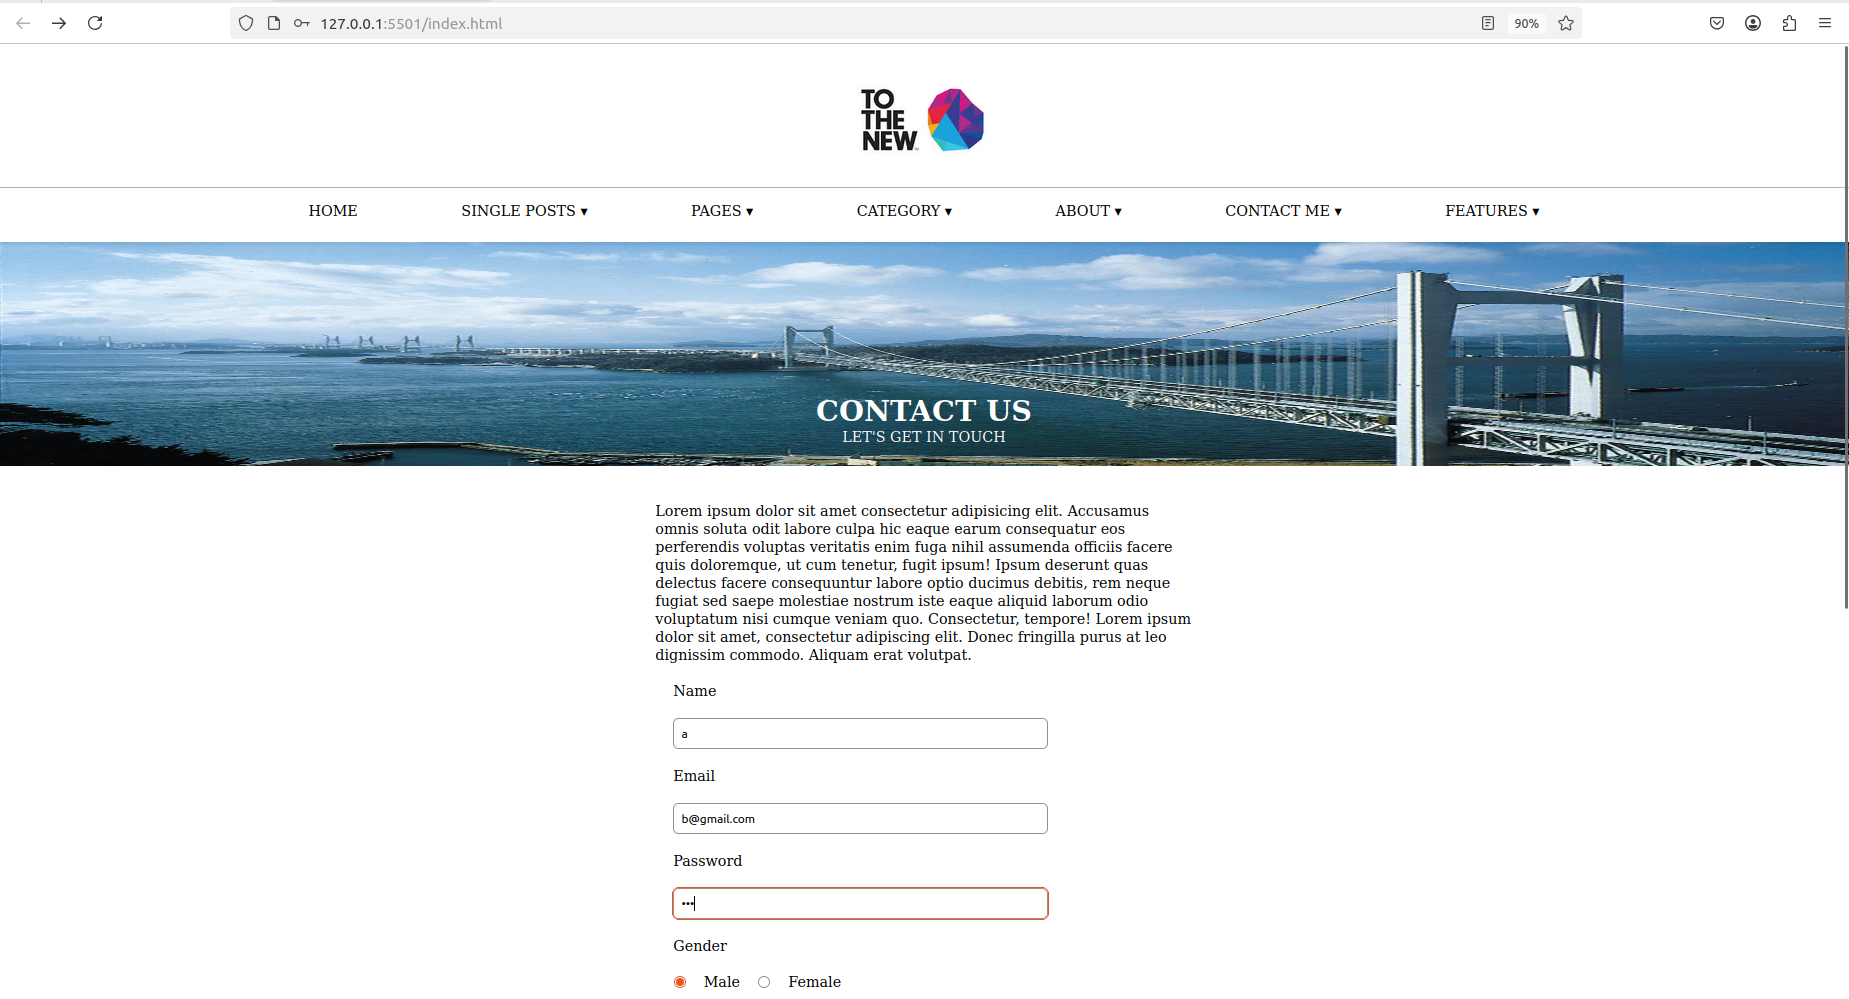 127.0.0.1:5501/index.html
90%
TO
THE
NEW
HOME SINGLE POSTS ▾ PAGES ▾ CATEGORY ▾ ABOUT ▾ CONTACT ME ▾ FEATURES ▾
CONTACT US
LET'S GET IN TOUCH
Lorem ipsum dolor sit amet consectetur adipisicing elit. Accusamus
omnis soluta odit labore culpa hic eaque earum consequatur eos
perferendis voluptas veritatis enim fuga nihil assumenda officiis facere
quis doloremque, ut cum tenetur, fugit ipsum! Ipsum deserunt quas
delectus facere consequuntur labore optio ducimus debitis, rem neque
fugiat sed saepe molestiae nostrum iste eaque aliquid laborum odio
voluptatum nisi cumque veniam quo. Consectetur, tempore! Lorem ipsum
dolor sit amet, consectetur adipiscing elit. Donec fringilla purus at leo
dignissim commodo. Aliquam erat volutpat.
Name
a
Email
b@gmail.com
Password
•••
Gender
Male Female